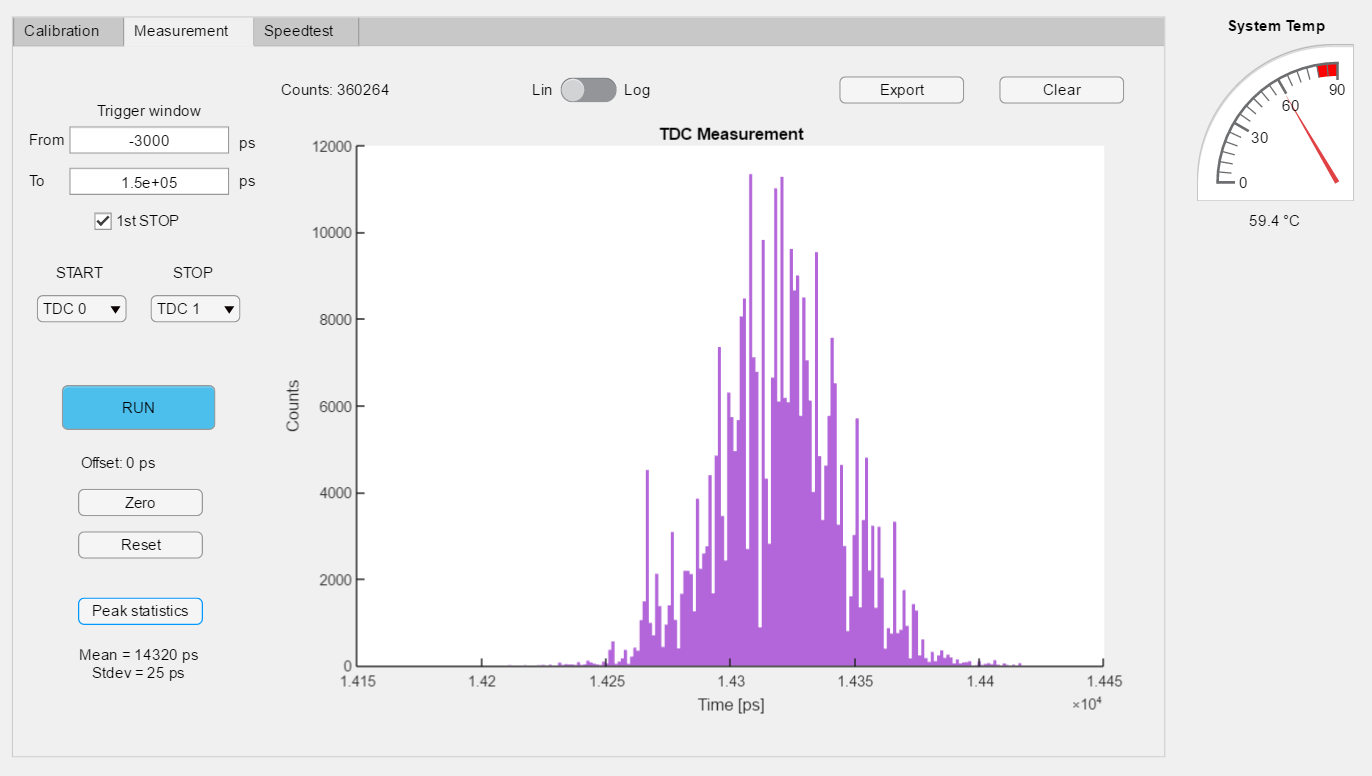 Calibration Measurement Speedtest
System Temp
Counts: 360264 Lin Log Export Clear
Trigger window
From -3000 ps
To 1.5e+05 ps
1st STOP
START STOP
TDC 0 TDC 1
RUN
Offset: 0 ps
Zero
Reset
Peak statistics
Mean = 14320 ps
Stdev = 25 ps
TDC Measurement
12000
10000
8000
6000
4000
2000
0
Counts
1.415 1.42 1.425 1.43 1.435 1.44 1.445
Time [ps]
×10⁴
90
60
30
0
59.4 °C